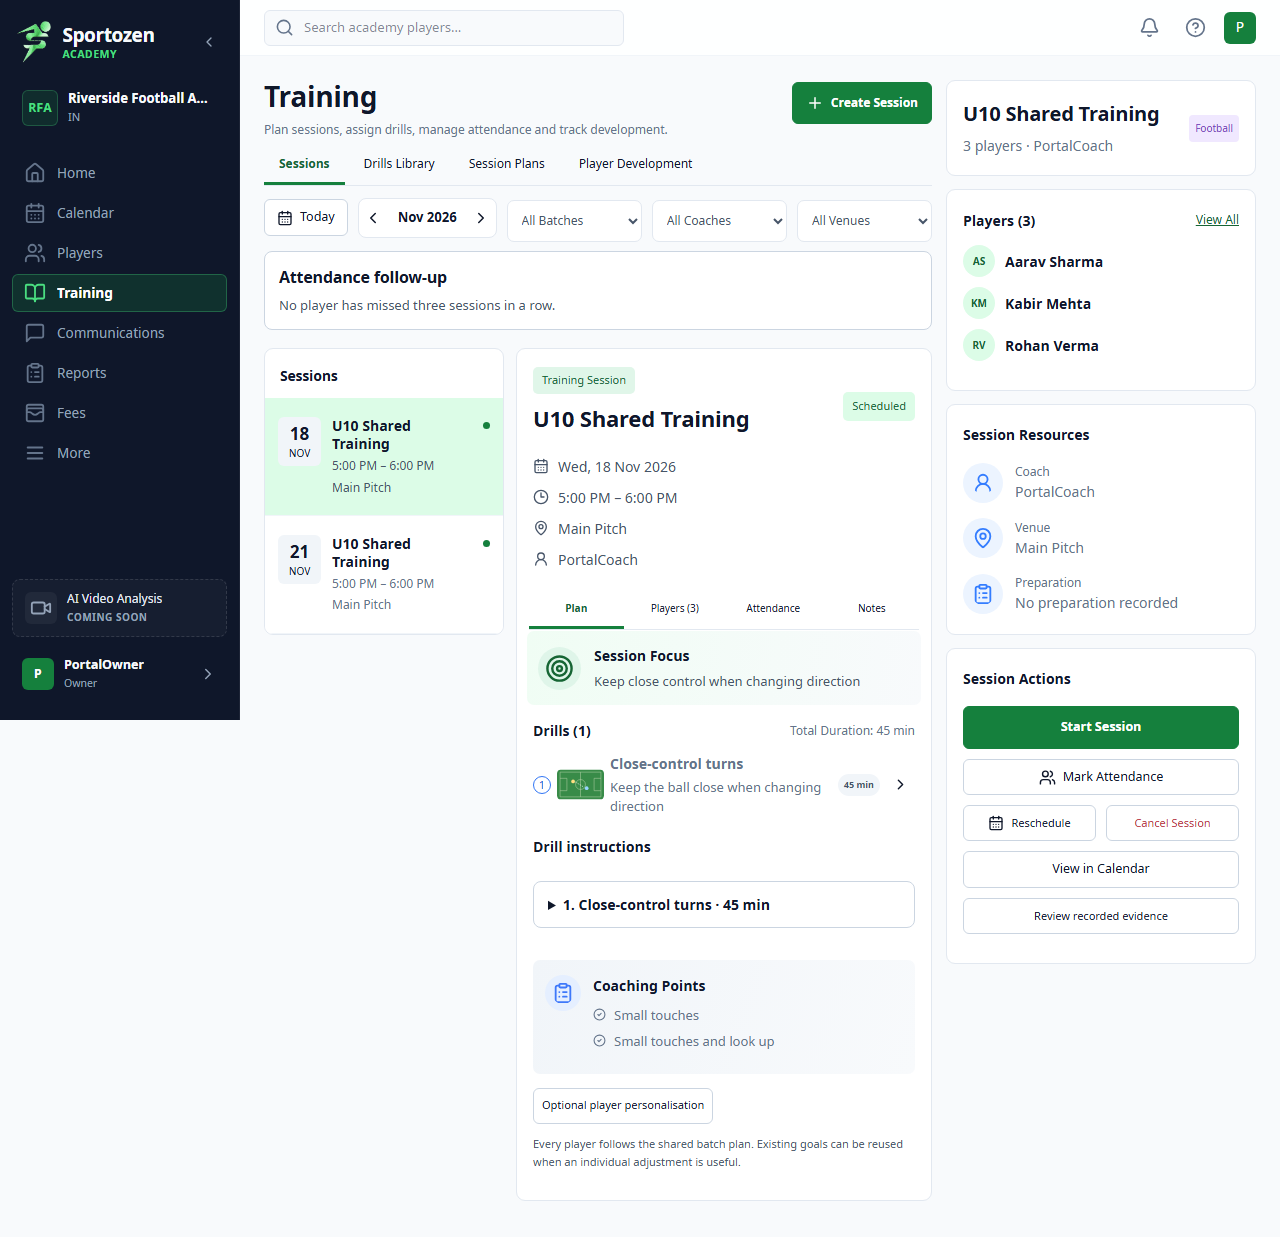 Sportozen
ACADEMY
RFA
Riverside Football A...
IN
Home
Calendar
Players
Training
Communications
Reports
Fees
More
AI Video Analysis
COMING SOON
P
PortalOwner
Owner
Search academy players...
P
Training
Plan sessions, assign drills, manage attendance and track development.
Create Session
Sessions
Drills Library
Session Plans
Player Development
Today
Nov 2026
All Batches
All Coaches
All Venues
Attendance follow-up
No player has missed three sessions in a row.
Sessions
18
NOV
U10 Shared
Training
5:00 PM – 6:00 PM
Main Pitch
21
NOV
U10 Shared
Training
5:00 PM – 6:00 PM
Main Pitch
Training Session
U10 Shared Training
Scheduled
Wed, 18 Nov 2026
5:00 PM – 6:00 PM
Main Pitch
PortalCoach
Plan
Players (3)
Attendance
Notes
Session Focus
Keep close control when changing direction
Drills (1)
Total Duration: 45 min
1
Close-control turns
Keep the ball close when changing
direction
45 min
Drill instructions
1. Close-control turns · 45 min
Coaching Points
Small touches
Small touches and look up
Optional player personalisation
Every player follows the shared batch plan. Existing goals can be reused
when an individual adjustment is useful.
U10 Shared Training
3 players · PortalCoach
Football
Players (3)
View All
AS
Aarav Sharma
KM
Kabir Mehta
RV
Rohan Verma
Session Resources
Coach
PortalCoach
Venue
Main Pitch
Preparation
No preparation recorded
Session Actions
Start Session
Mark Attendance
Reschedule
Cancel Session
View in Calendar
Review recorded evidence